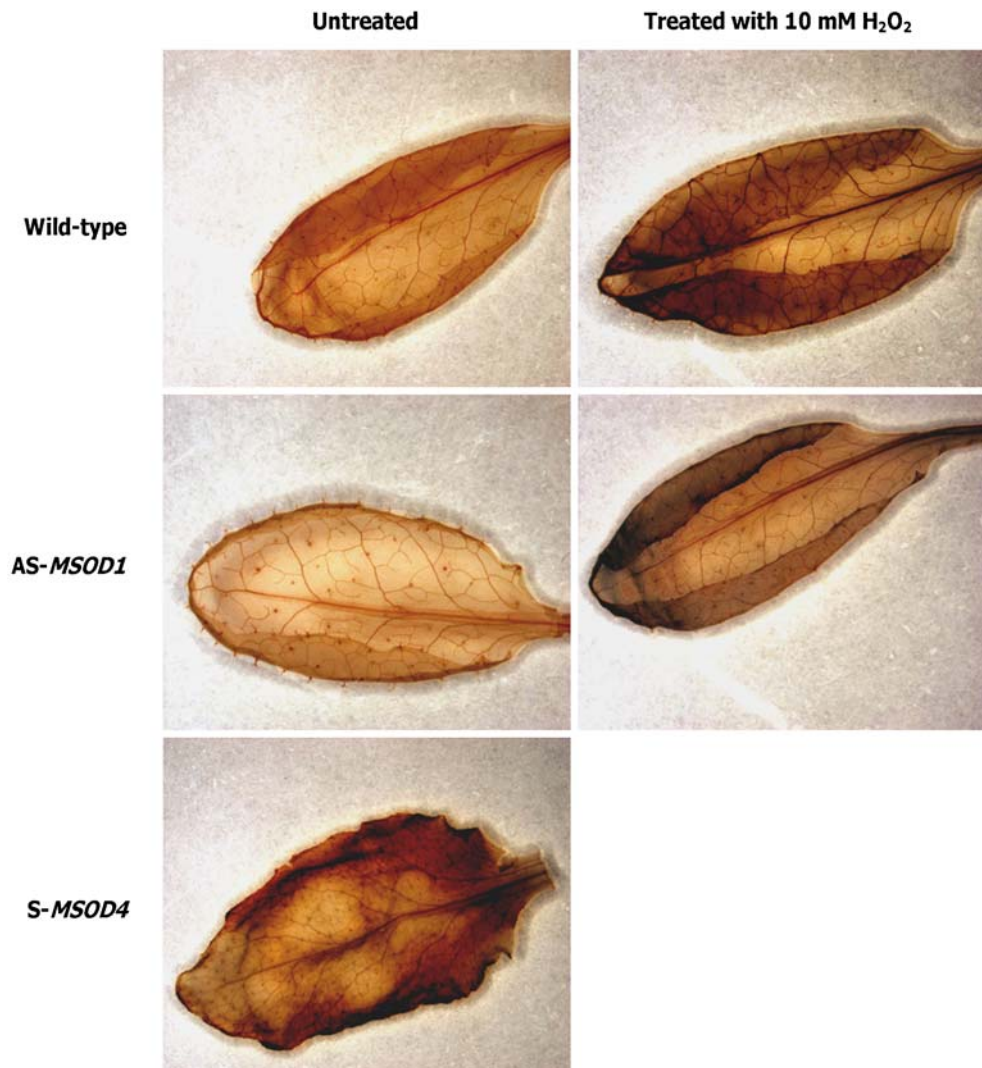 Untreated
Treated with 10 mM H₂O₂
Wild-type
AS-MSOD1
S-MSOD4